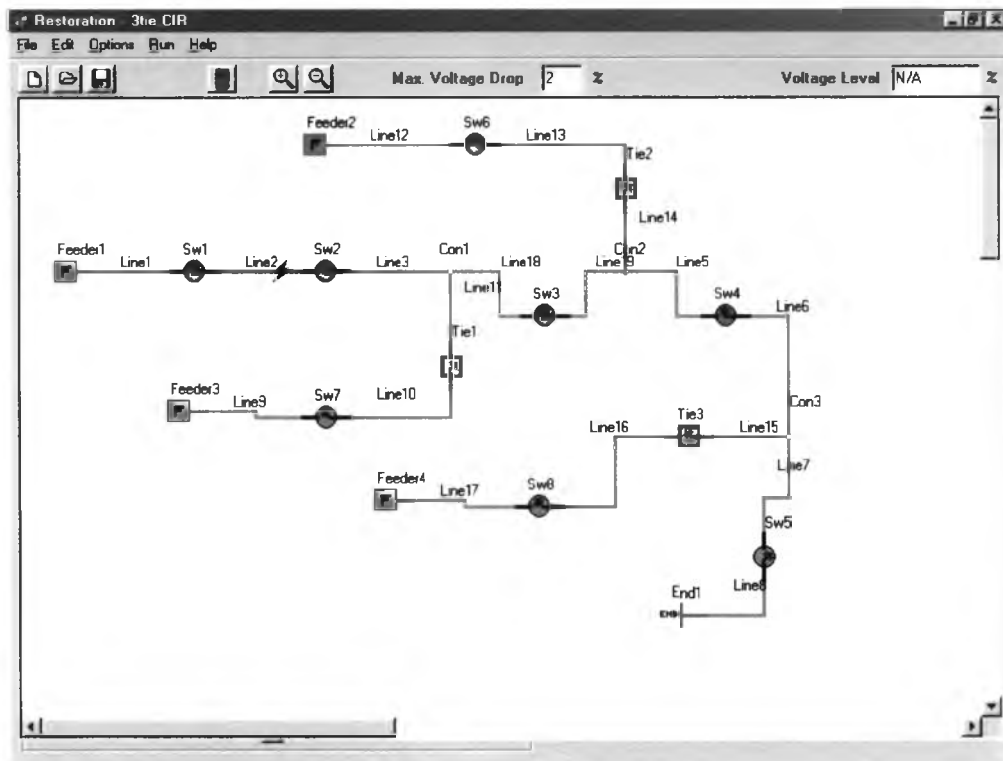 Restoration - 3tie CIR
File Edit Options Run Help
Max. Voltage Drop 2 % Voltage Level N/A %
Feeder2 Line12 Sw6 Line13
Tie2
Line14
Feeder1 Line1 Sw1 Line2 Sw2 Line3 Con1 Line18 Con2 Line5
Line11 Sw3 Sw4 Line6
Tie1
Feeder3 Line9 Sw7 Line10
Con3
Line16 Tie3 Line15
Line7
Feeder4 Line17 Sw8
Sw5
Line8
End1
END